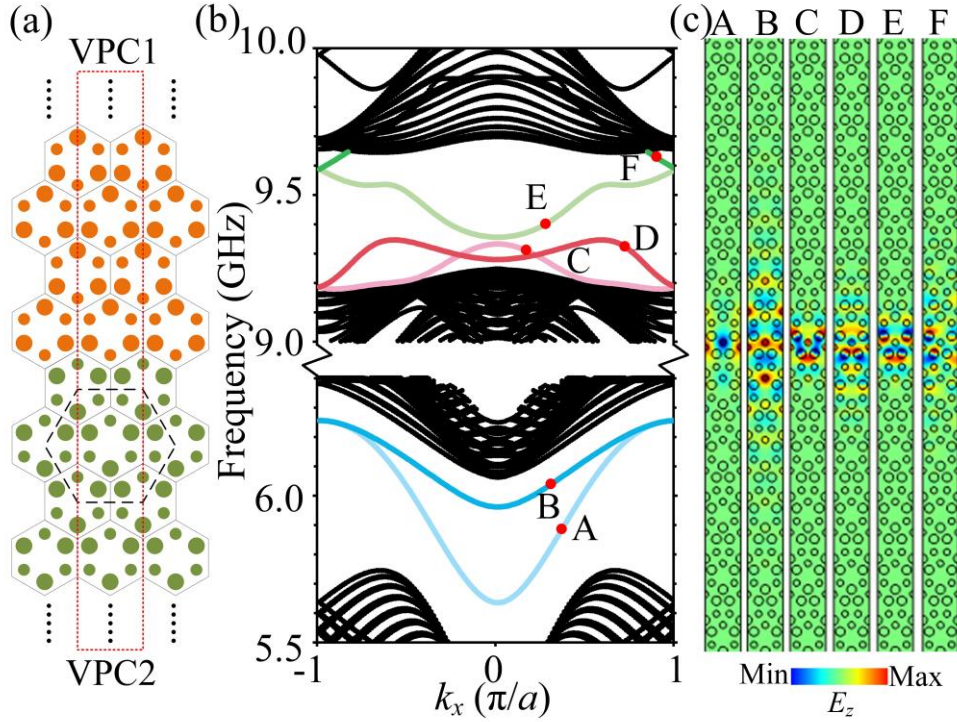 (a)
VPC1
VPC2
(b)
Frequency (GHz)
10.0
9.5
9.0
6.0
5.5
F
E
D
C
B
A
-1
0
1
kₓ (π/a)
(c)
A B C D E F
Min Max
E_z